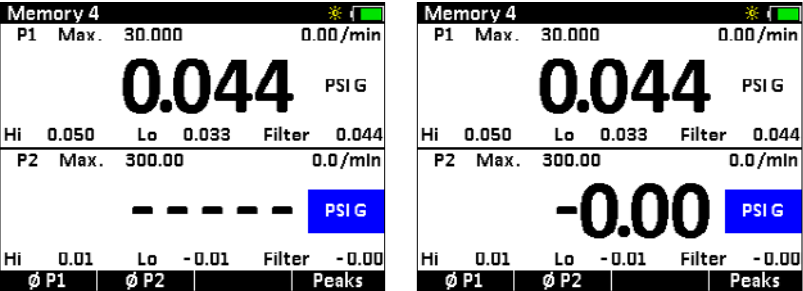 Memory 4
P1 Max. 30.000 0.00/min
0.044 PSI G
Hi 0.050 Lo 0.033 Filter 0.044
P2 Max. 300.00 0.0/min
- - - - - PSI G
Hi 0.01 Lo -0.01 Filter -0.00
ø P1 ø P2 Peaks
Memory 4
P1 Max. 30.000 0.00/min
0.044 PSI G
Hi 0.050 Lo 0.033 Filter 0.044
P2 Max. 300.00 0.0/min
-0.00 PSI G
Hi 0.01 Lo -0.01 Filter -0.00
ø P1 ø P2 Peaks